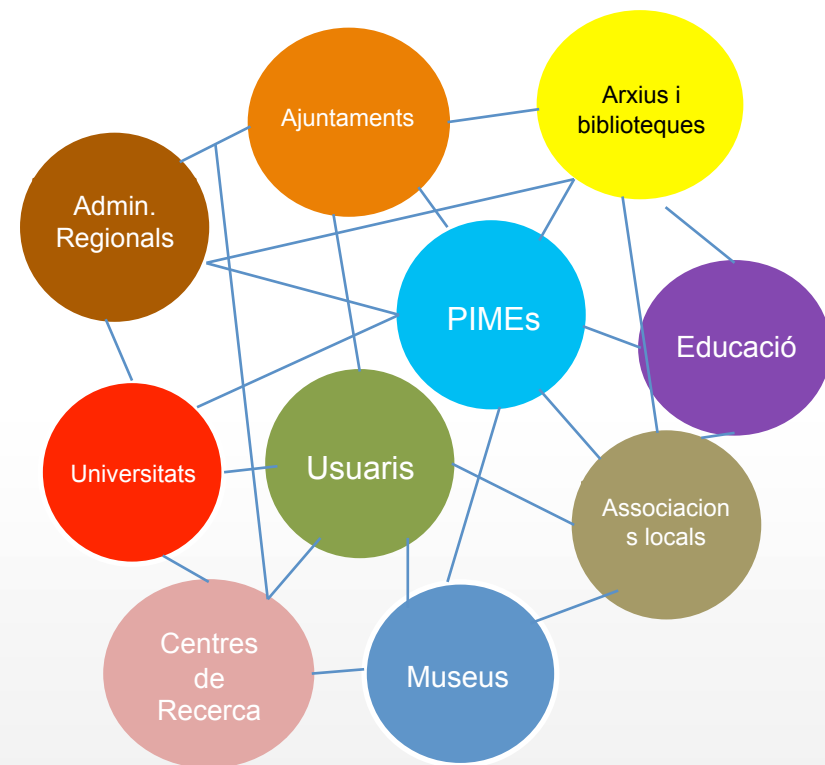 Ajuntaments
Arxius i
biblioteques
Admin.
Regionals
PIMEs
Educació
Universitats
Usuaris
Associacion
s locals
Centres
de
Recerca
Museus